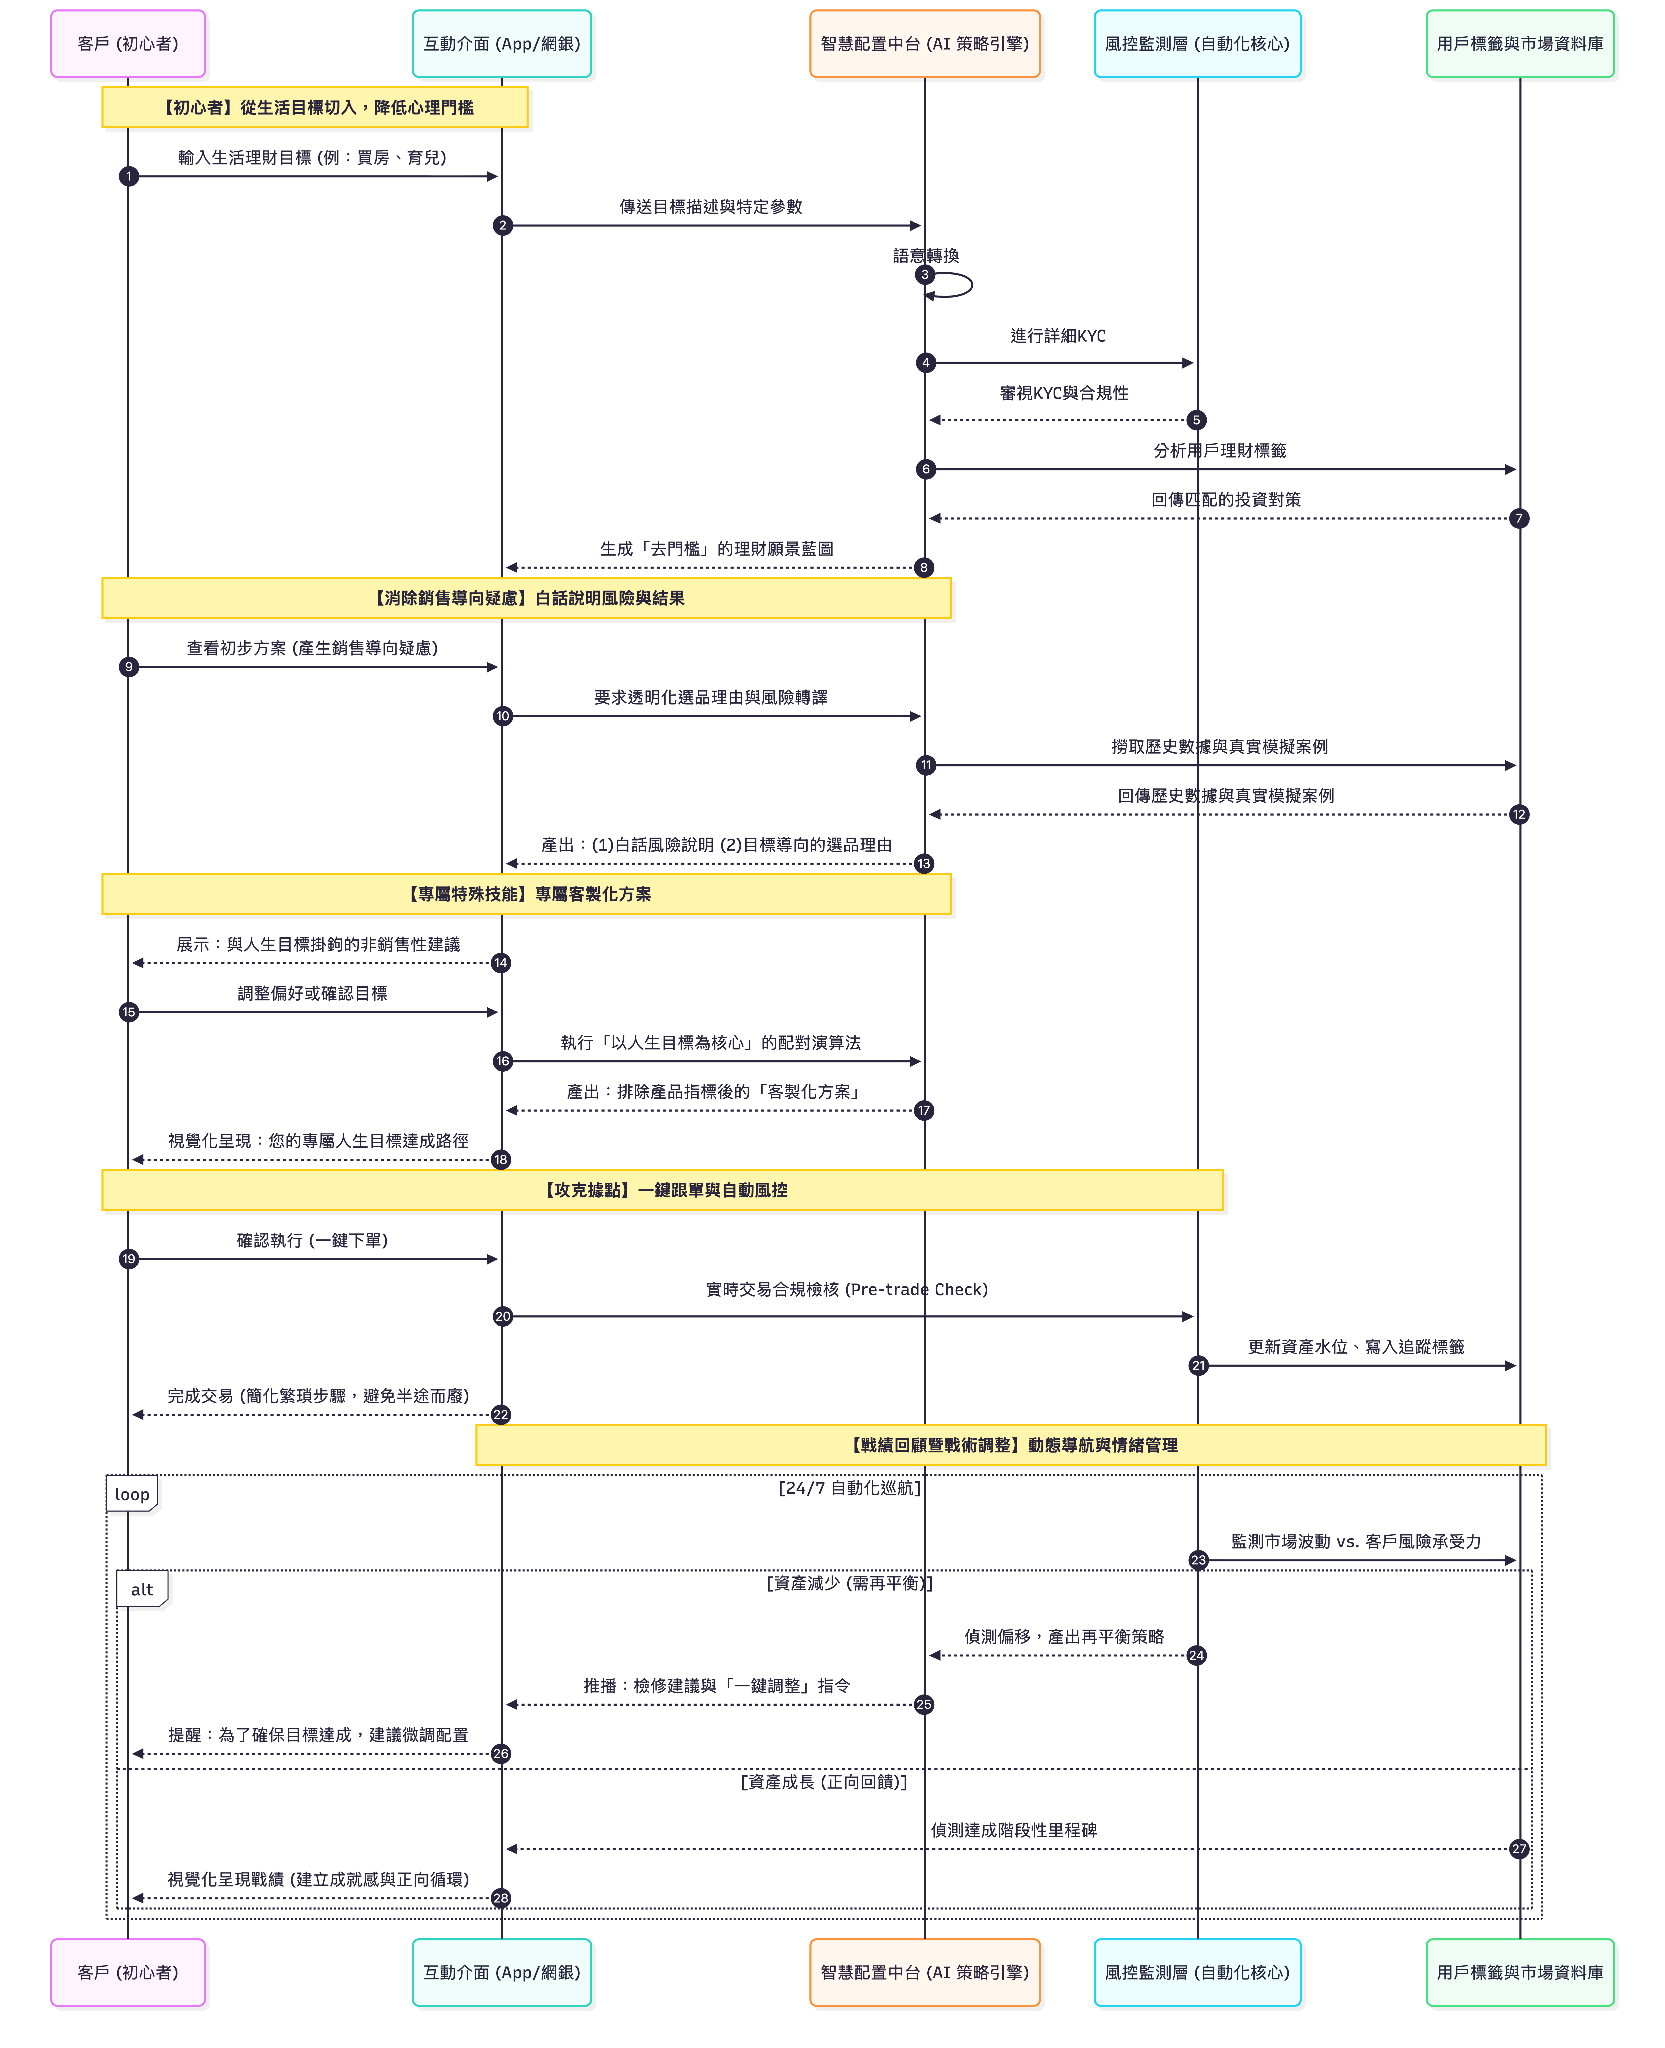 客戶 (初心者)
互動介面 (App/網銀)
智慧配置中台 (AI 策略引擎)
風控監測層 (自動化核心)
用戶標籤與市場資料庫
【初心者】從生活目標切入，降低心理門檻
輸入生活理財目標 (例：買房、育兒)
1
傳送目標描述與特定參數
2
語意轉換
3
進行詳細KYC
4
審視KYC與合規性
5
分析用戶理財標籤
6
回傳匹配的投資對策
7
生成「去門檻」的理財願景藍圖
8
【消除銷售導向疑慮】白話說明風險與結果
查看初步方案 (產生銷售導向疑慮)
9
要求透明化選品理由與風險轉譯
10
撈取歷史數據與真實模擬案例
11
回傳歷史數據與真實模擬案例
12
產出：(1)白話風險說明 (2)目標導向的選品理由
13
【專屬特殊技能】專屬客製化方案
展示：與人生目標掛鉤的非銷售性建議
14
調整偏好或確認目標
15
執行「以人生目標為核心」的配對演算法
16
產出：排除產品指標後的「客製化方案」
17
視覺化呈現：您的專屬人生目標達成路徑
18
【攻克據點】一鍵跟單與自動風控
確認執行 (一鍵下單)
19
實時交易合規檢核 (Pre-trade Check)
20
更新資產水位、寫入追蹤標籤
21
完成交易 (簡化繁瑣步驟，避免半途而廢)
22
【戰績回顧暨戰術調整】動態導航與情緒管理
loop
[24/7 自動化巡航]
監測市場波動 vs. 客戶風險承受力
23
alt
[資產減少 (需再平衡)]
偵測偏移，產出再平衡策略
24
推播：檢修建議與「一鍵調整」指令
25
提醒：為了確保目標達成，建議微調配置
26
[資產成長 (正向回饋)]
偵測達成階段性里程碑
27
視覺化呈現戰績 (建立成就感與正向循環)
28
客戶 (初心者)
互動介面 (App/網銀)
智慧配置中台 (AI 策略引擎)
風控監測層 (自動化核心)
用戶標籤與市場資料庫